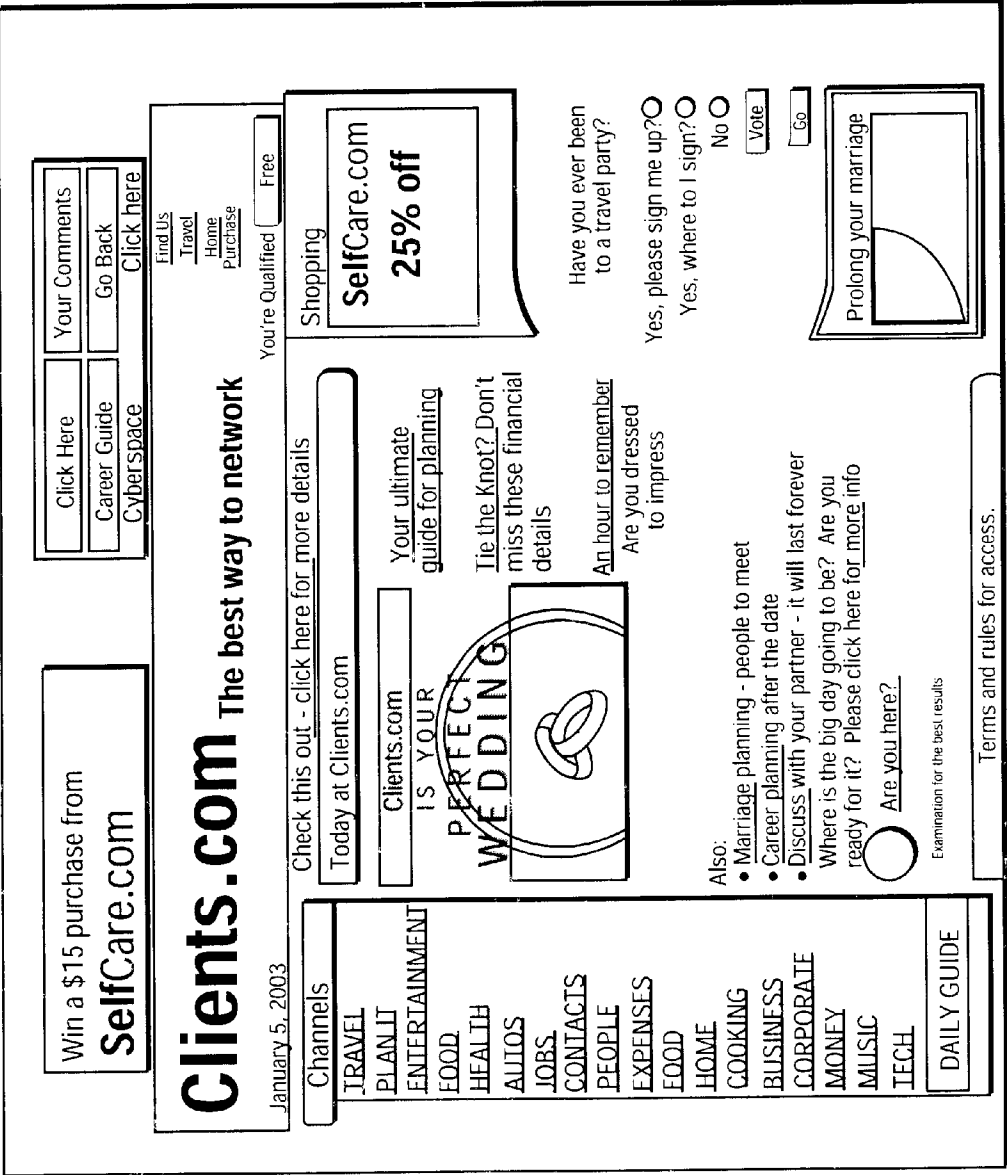 Win a $15 purchase from
SelfCare.com
Click Here
Your Comments
Career Guide
Go Back
Cyberspace
Click here
Clients.com The best way to network
Find Us
Travel
Home
Purchase
January 5, 2003
You're Qualified
Free
Channels
TRAVEL
PLANLIT
ENTERTAINMENT
FOOD
HEALTH
AUTOS
JOBS
CONTACTS
PEOPLE
EXPENSES
FOOD
HOME
COOKING
BUSINESS
CORPORATE
MONEY
MUSIC
TECH
DAILY GUIDE
Check this out - click here for more details
Today at Clients.com
Clients.com
IS YOUR
PERFECT
WEDDING
Your ultimate
guide for planning
Tie the Knot? Don't
miss these financial
details
An hour to remember
Are you dressed
to impress
Also:
• Marriage planning - people to meet
• Career planning after the date
• Discuss with your partner - it will last forever
Where is the big day going to be? Are you
ready for it? Please click here for more info
Are you here?
Examination for the best results
Terms and rules for access.
Shopping
SelfCare.com
25% off
Have you ever been
to a travel party?
Yes, please sign me up?
Yes, where to I sign?
No
Vote
Go
Prolong your marriage